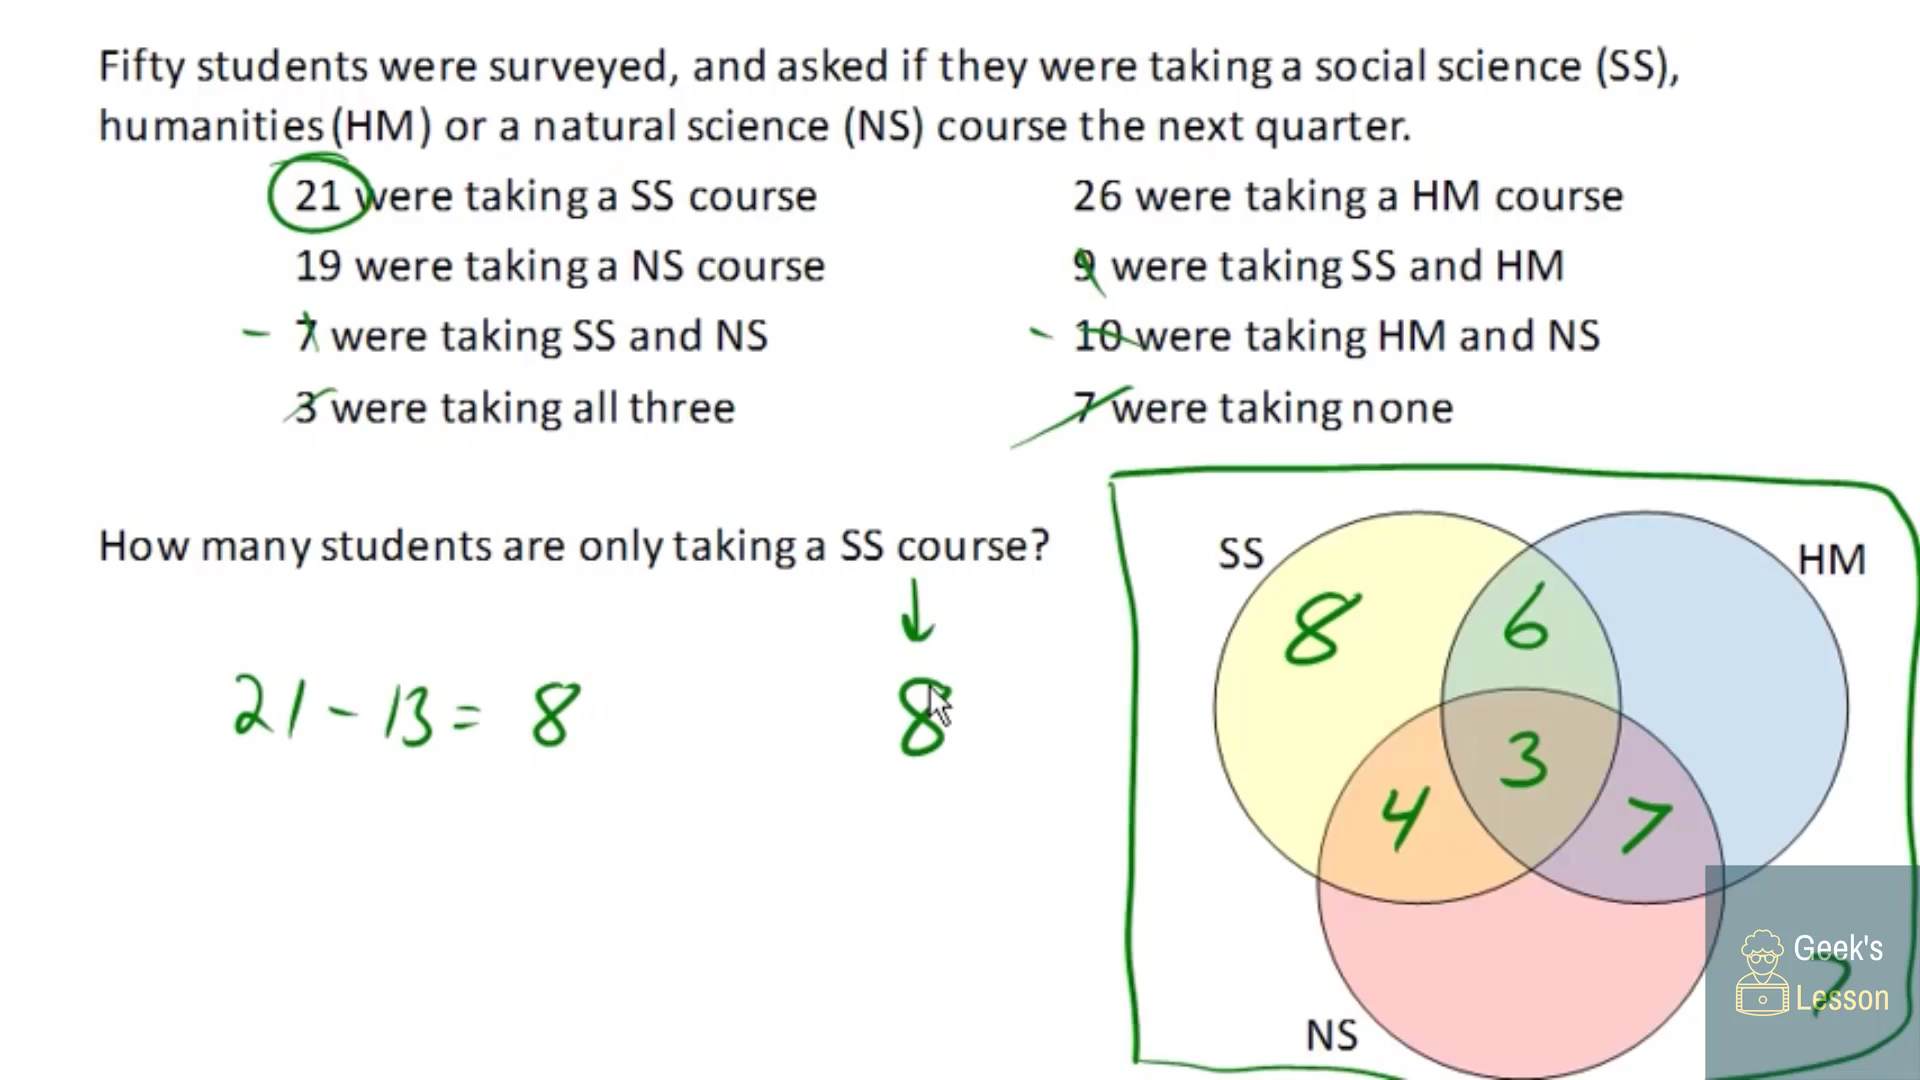 Fifty students were surveyed, and asked if they were taking a social science (SS),
humanities (HM) or a natural science (NS) course the next quarter.
21 were taking a SS course
26 were taking a HM course
19 were taking a NS course
9 were taking SS and HM
- 7 were taking SS and NS
- 10 were taking HM and NS
3 were taking all three
7 were taking none
How many students are only taking a SS course?
21 - 13 = 8
8
SS
HM
8
6
3
4
7
NS
7
Geek's
Lesson